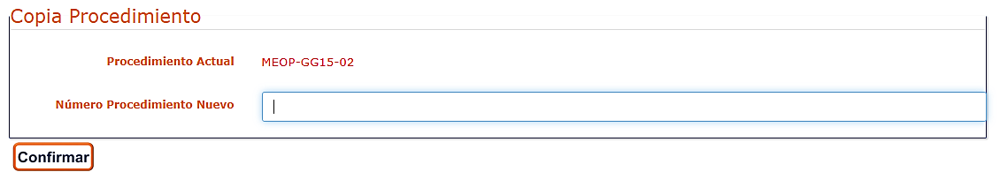 Copia Procedimiento
Procedimiento Actual MEOP-GG15-02
Número Procedimiento Nuevo
Confirmar